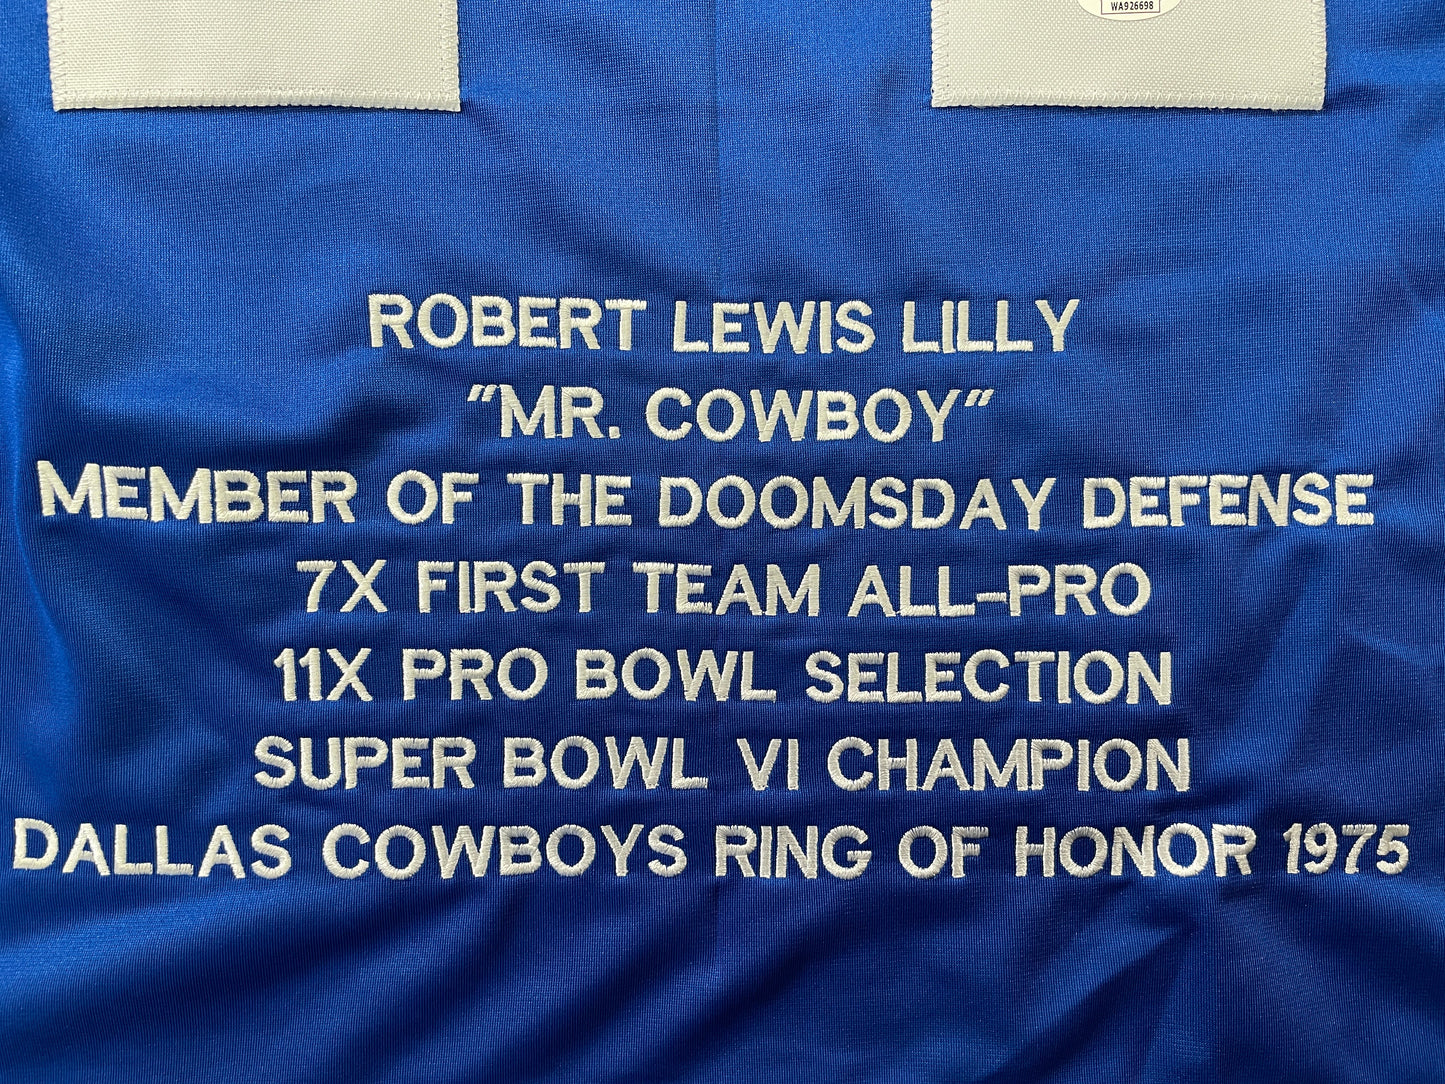 WA926698
ROBERT LEWIS LILLY
"MR. COWBOY"
MEMBER OF THE DOOMSDAY DEFENSE
7X FIRST TEAM ALL-PRO
11X PRO BOWL SELECTION
SUPER BOWL VI CHAMPION
DALLAS COWBOYS RING OF HONOR 1975